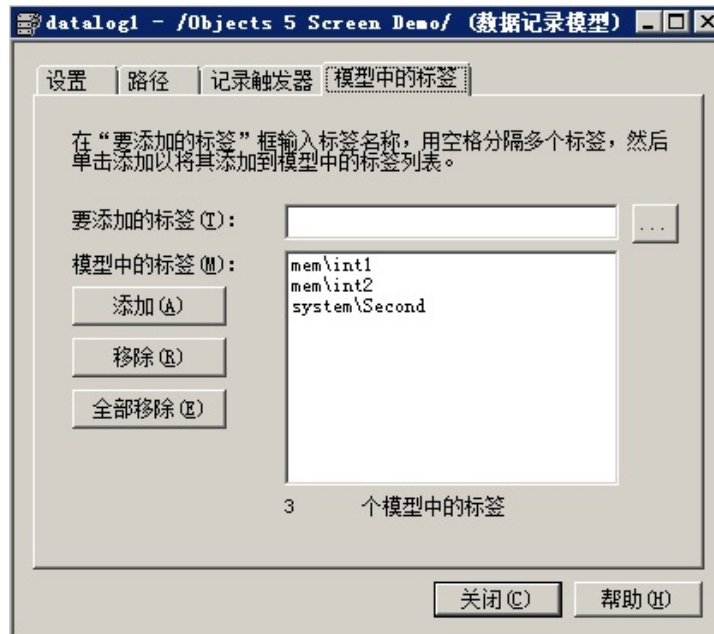 datalog1 - /Objects 5 Screen Demo/ (数据记录模型)
设置 路径 记录触发器 模型中的标签
在“要添加的标签”框输入标签名称，用空格分隔多个标签，然后
单击添加以将其添加到模型中的标签列表。
要添加的标签(T)：
...
模型中的标签(M)：
mem\int1
mem\int2
system\Second
添加(A)
移除(R)
全部移除(E)
3 个模型中的标签
关闭(C) 帮助(H)